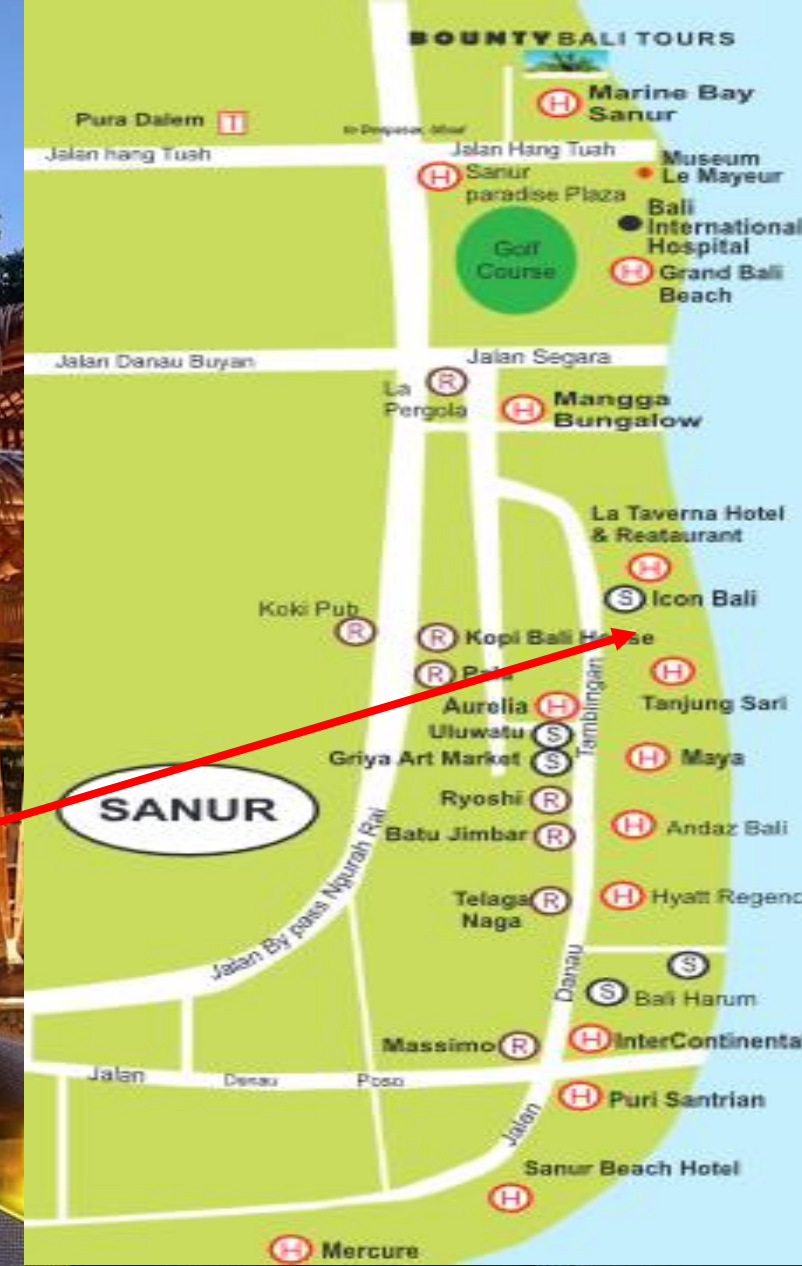 BOUNTY BALI TOURS
Marine Bay
Sanur
Pura Dalem T
Jalan hang Tuah
Jalan Hang Tuah
H
H Sanur
paradise Plaza
Museum
Le Mayeur
Bali
International
Hospital
Golf
Course
H Grand Bali
Beach
Jalan Danau Buyan
Jalan Segara
La R
Pergola
H Mangga
Bungalow
La Taverna Hotel
& Reataurant
H
S Icon Bali
Koki Pub
R
R Kopi Bali
R
H
Tanjung Sari
Aurelia H
Uluwatu S
Griya Art Market S
Tamblingan
H Maya
SANUR
Ryoshi R
Batu Jimbar R
H Andaz Bali
Jalan By pass Ngurah Rai
Telaga R
Naga
H Hyatt Regenc
Danau
S
S Bali Harum
Massimo R
H InterContinenta
Jalan Danau Poso
H Puri Santrian
Jalan
Sanur Beach Hotel
H
H Mercure